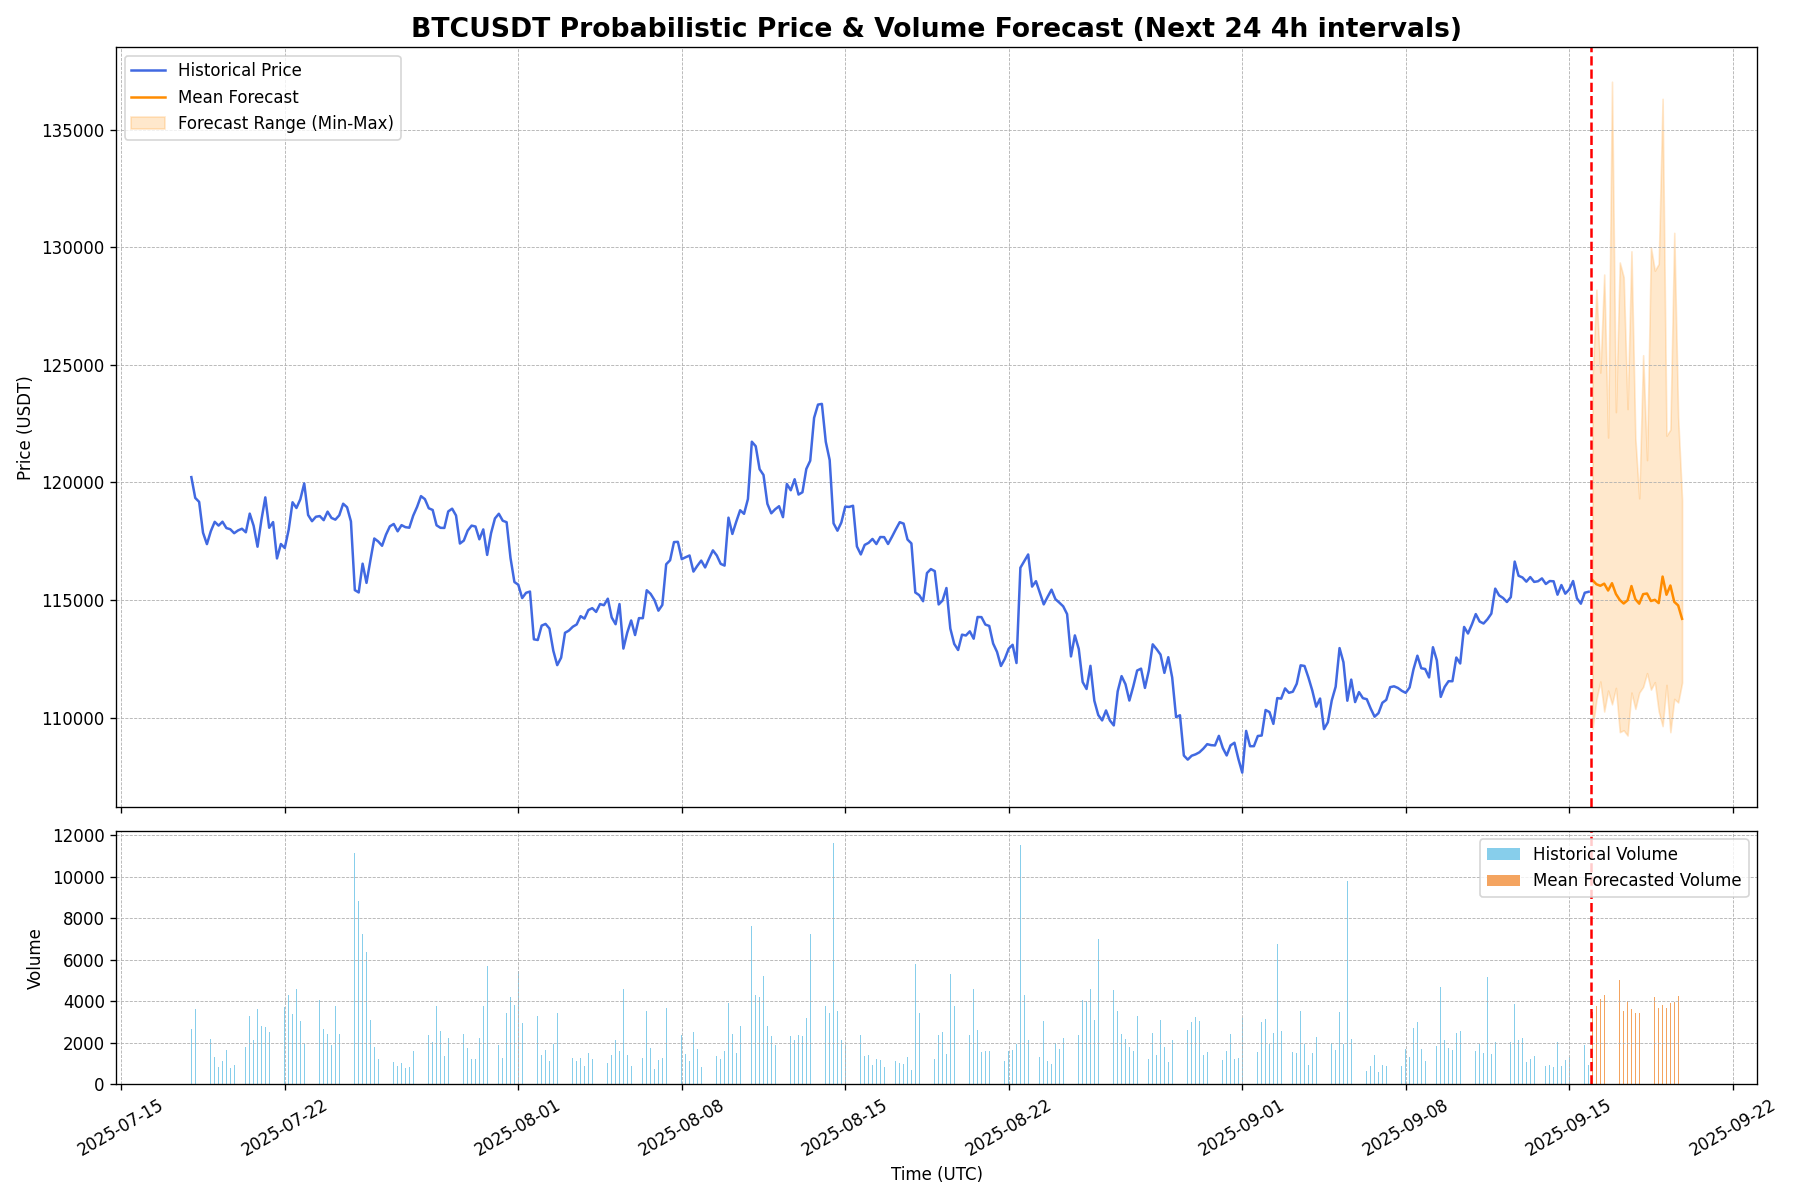 BTCUSDT Probabilistic Price & Volume Forecast (Next 24 4h intervals)
Historical Price
Mean Forecast
Forecast Range (Min-Max)
135000
130000
125000
120000
115000
110000
Price (USDT)
Historical Volume
Mean Forecasted Volume
12000
10000
8000
6000
4000
2000
0
Volume
2025-07-15
2025-07-22
2025-08-01
2025-08-08
2025-08-15
2025-08-22
2025-09-01
2025-09-08
2025-09-15
2025-09-22
Time (UTC)